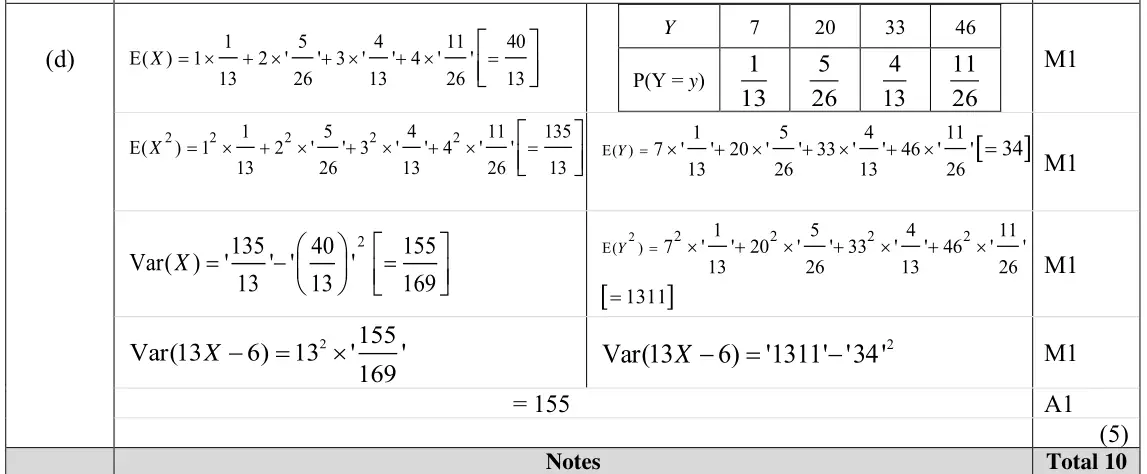 (d)
E(X) = 1 × 1/13 + 2 × '5/26' + 3 × '4/13' + 4 × '11/26' [= 40/13]
Y 7 20 33 46
P(Y = y) 1/13 5/26 4/13 11/26
M1
E(X²) = 1² × 1/13 + 2² × '5/26' + 3² × '4/13' + 4² × '11/26' [= 135/13]
E(Y) = 7 × '1/13' + 20 × '5/26' + 33 × '4/13' + 46 × '11/26' [= 34]
M1
Var(X) = '135/13' − '(40/13)'² [= 155/169]
E(Y²) = 7² × '1/13' + 20² × '5/26' + 33² × '4/13' + 46² × '11/26'
[= 1311]
M1
Var(13X − 6) = 13² × '155/169'
Var(13X − 6) = '1311' − '34'²
M1
= 155
A1
(5)
Notes
Total 10